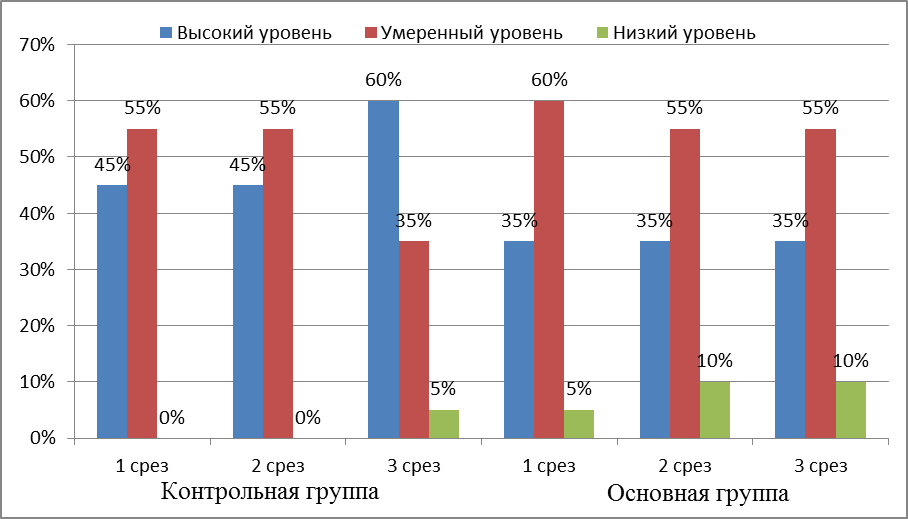 Высокий уровень Умеренный уровень Низкий уровень
70%
60%
50%
40%
30%
20%
10%
0%
45% 55% 0%
45% 55% 0%
60% 35% 5%
35% 60% 5%
35% 55% 10%
35% 55% 10%
1 срез 2 срез 3 срез 1 срез 2 срез 3 срез
Контрольная группа Основная группа